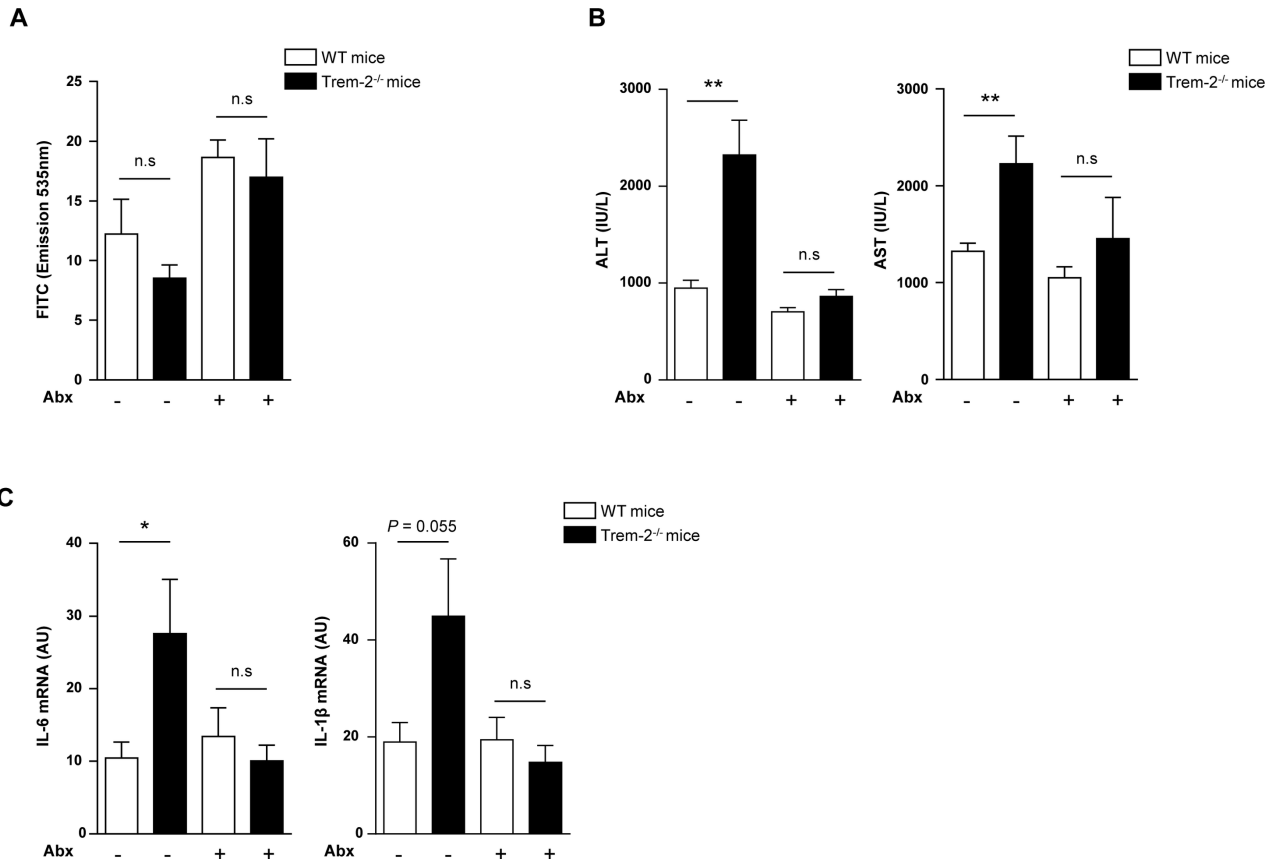 A
WT mice
Trem-2-/- mice
25
20
15
10
5
0
FITC (Emission 535nm)
n.s
n.s
Abx - - + +
B
WT mice
Trem-2-/- mice
3000
2000
1000
0
ALT (IU/L)
**
n.s
Abx - - + +
3000
2000
1000
0
AST (IU/L)
**
n.s
- - + +
C
WT mice
Trem-2-/- mice
40
30
20
10
0
IL-6 mRNA (AU)
*
n.s
Abx - - + +
60
40
20
0
IL-1β mRNA (AU)
P = 0.055
n.s
Abx - - + +